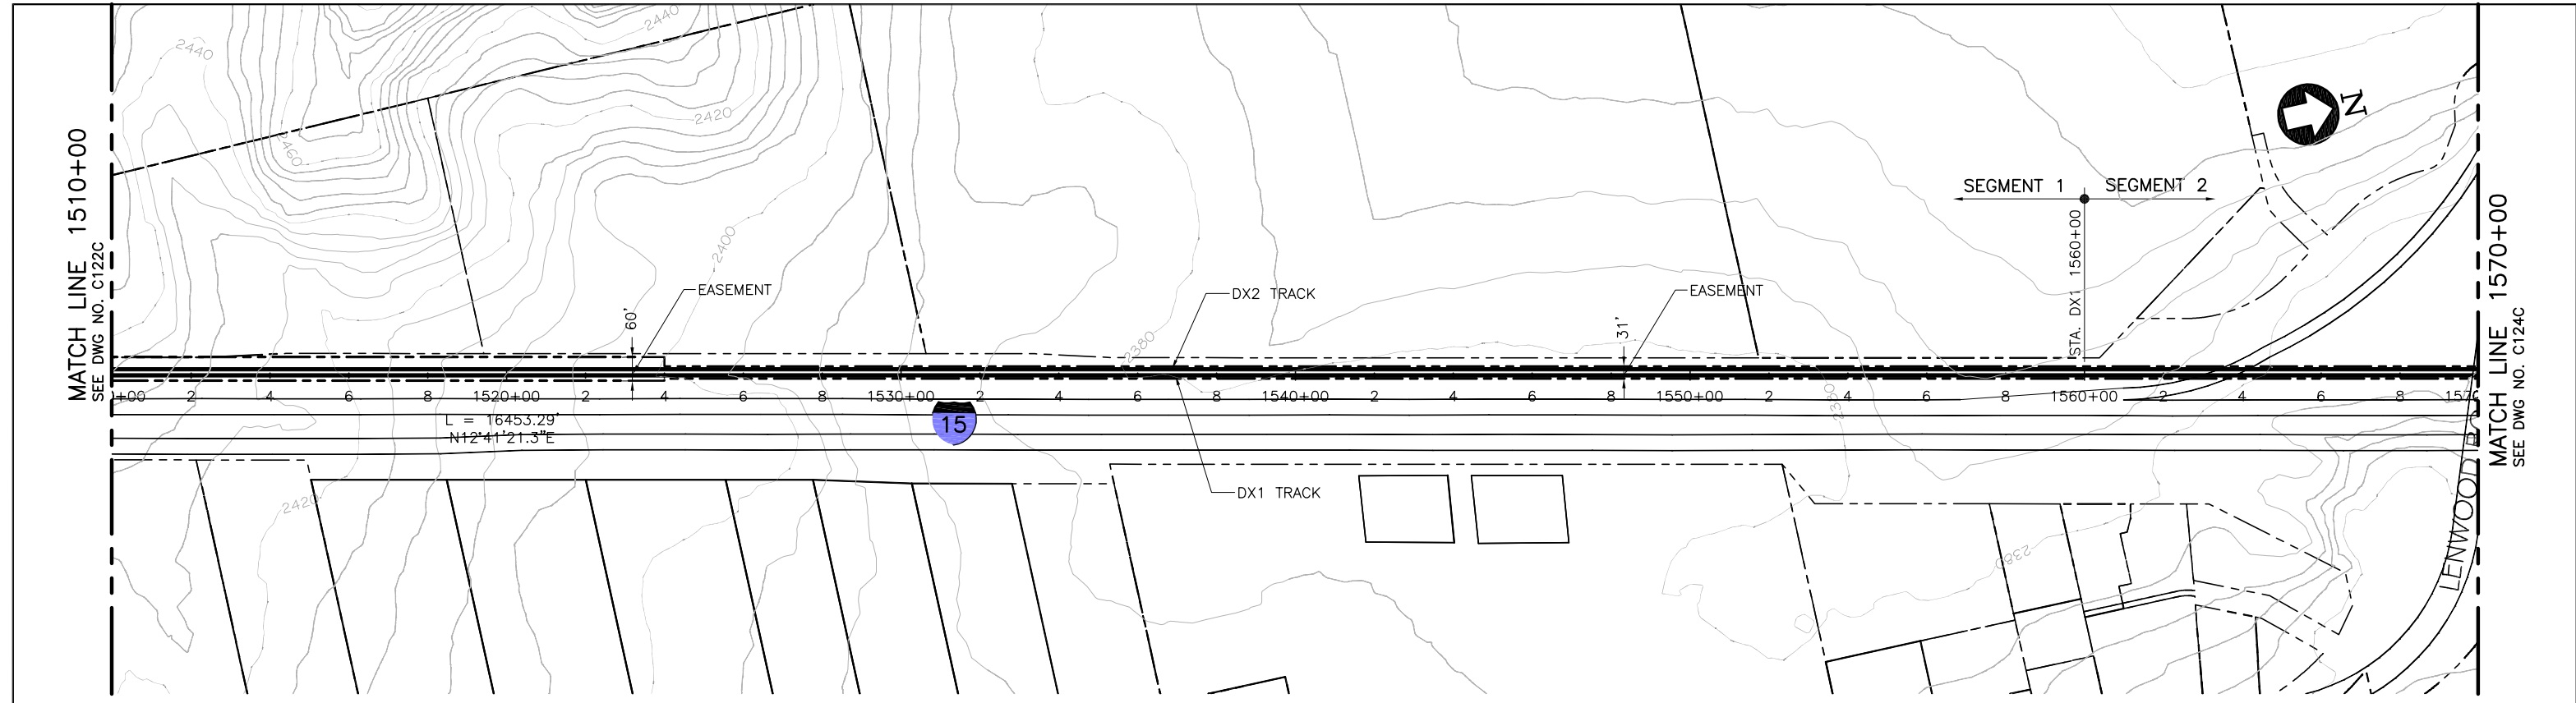 MATCH LINE 1510+00
SEE DWG NO. C122C
2440
2440
2460
2420
2400
EASEMENT
60'
DX2 TRACK
2380
EASEMENT
31'
SEGMENT 1
SEGMENT 2
STA. DX1 1560+00
N
+00 2 4 6 8 1520+00 2 4 6 8 1530+00 2 4 6 8 1540+00 2 4 6 8 1550+00 2 4 6 8 1560+00 2 4 6 8 1570
L = 16453.29'
N12°41'21.3"E
15
DX1 TRACK
2420
2390
2380
LENWOOD
MATCH LINE 1570+00
SEE DWG NO. C124C